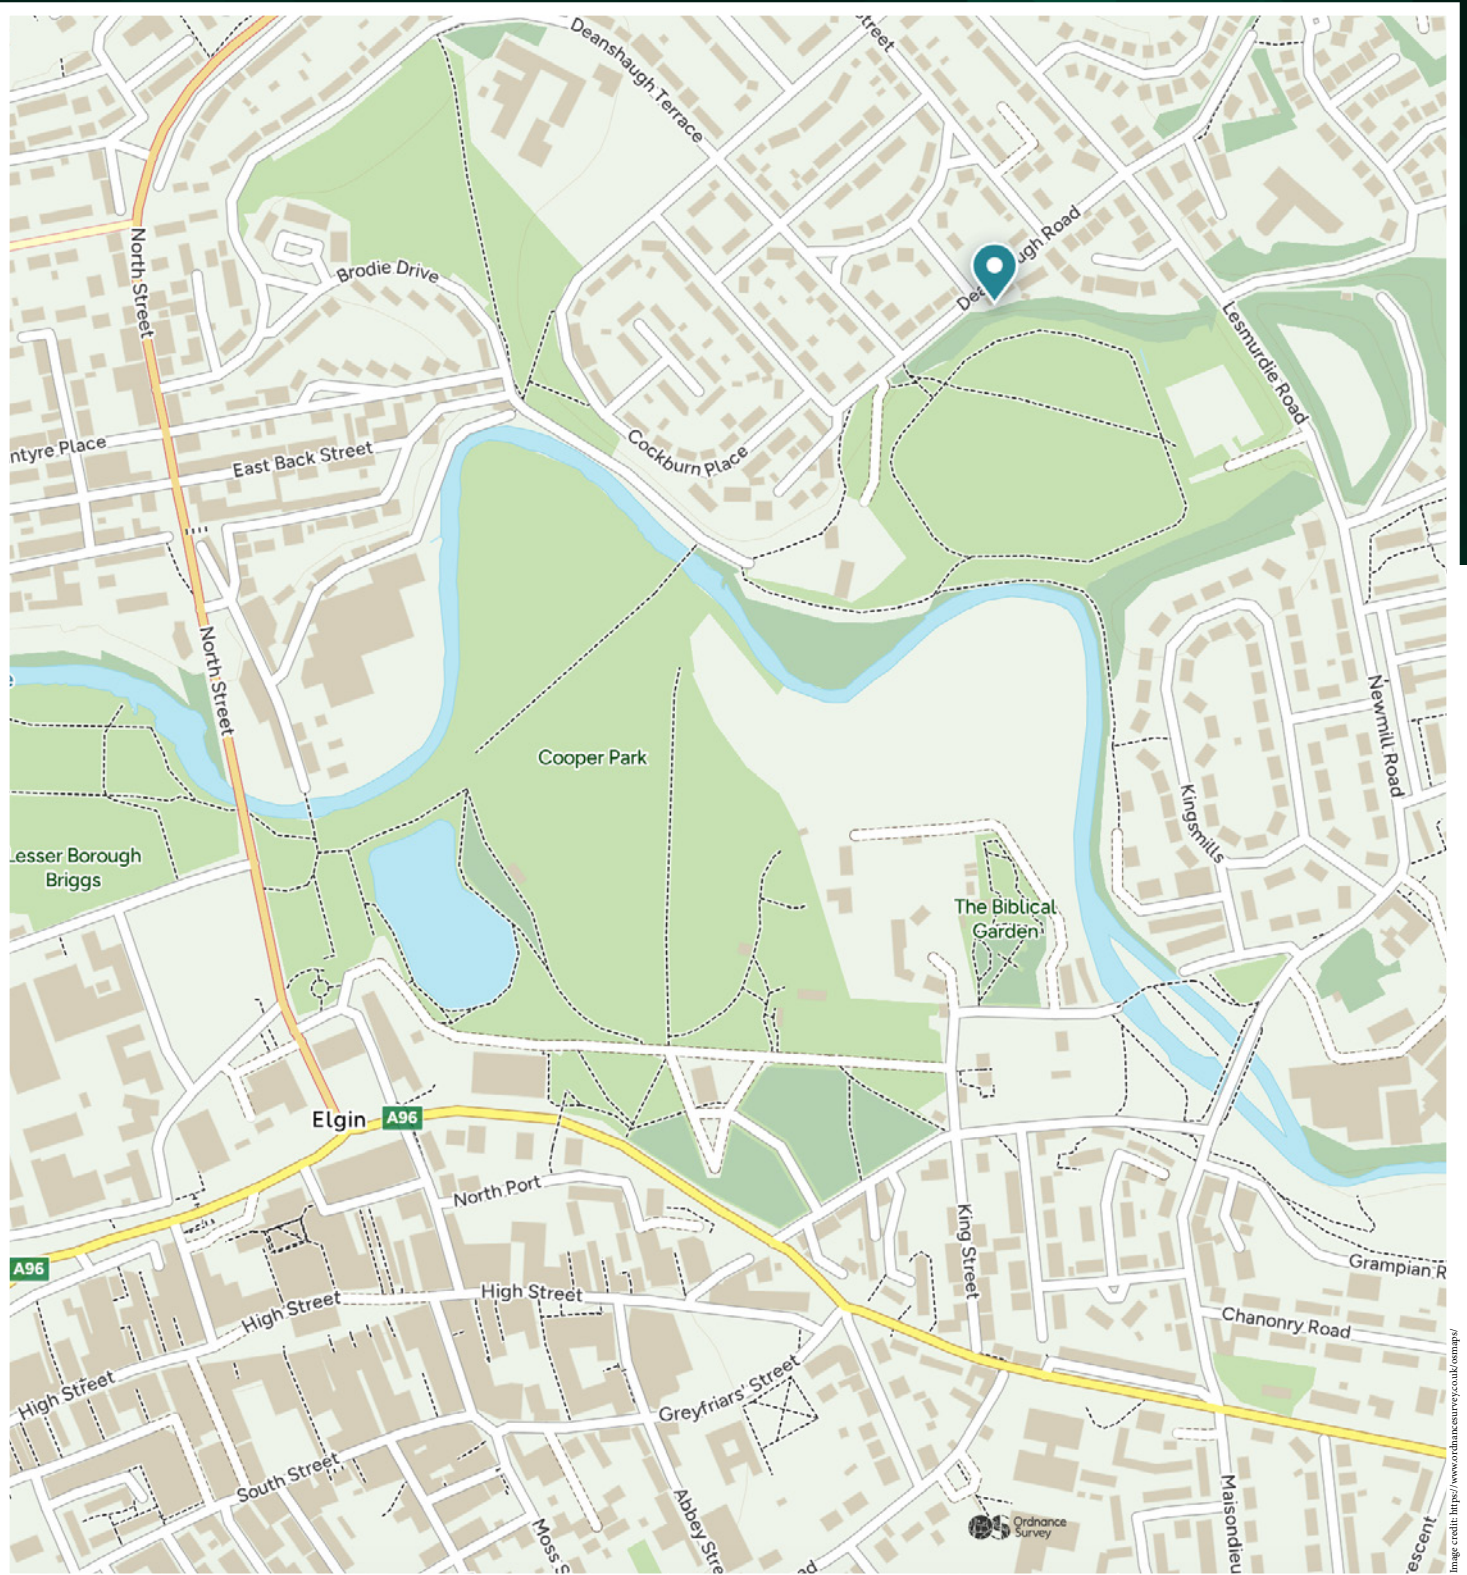 Deanshaugh Terrace
Street
North Street
Brodie Drive
ugh Road
Lesmurdie Road
ntyre Place
East Back Street
Cockburn Place
North Street
e
Cooper Park
Newmill Road
Kingsmills
Lesser Borough
Briggs
The Biblical
Garden
Elgin
A96
North Port
King Street
A96
Grampian R
High Street
High Street
Chanonry Road
High Street
Greyfriars' Street
South Street
Abbey Stre
Moss S
Maisondieu
escent
Ordnance
Survey
Image credit: https://www.ordnancesurvey.co.uk/osmaps/